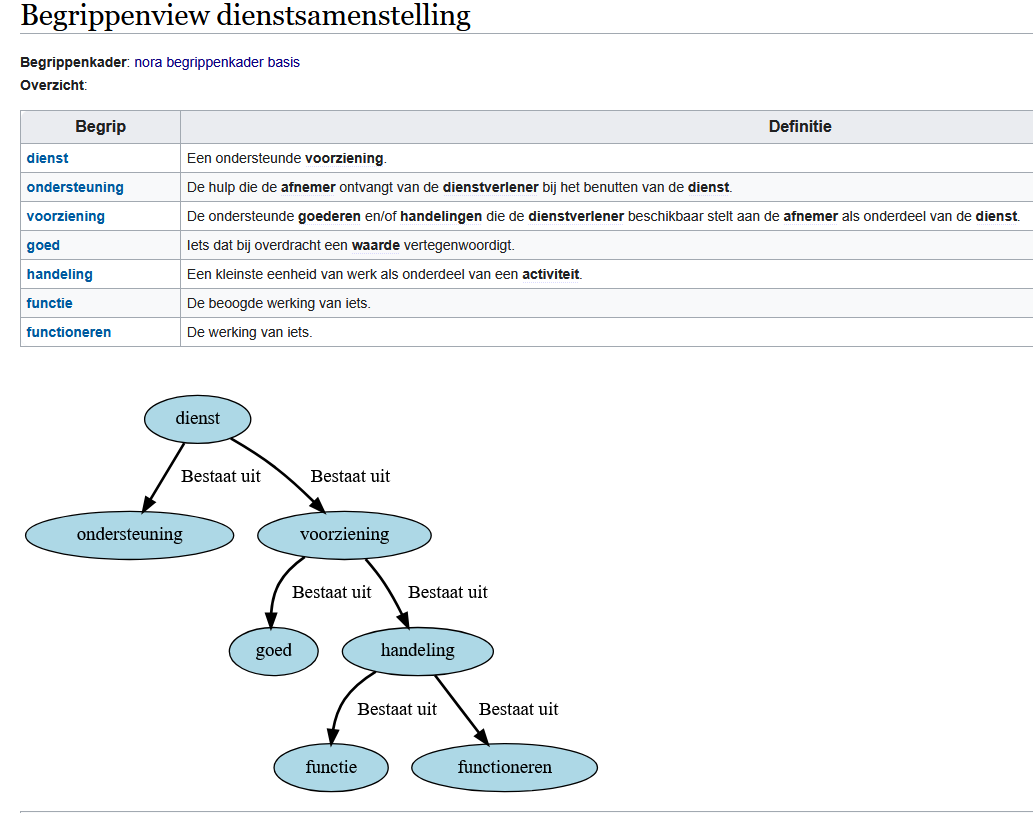 Begrippenview dienstsamenstelling
Begrippenkader: nora begrippenkader basis
Overzicht:
Begrip Definitie
dienst Een ondersteunde voorziening.
ondersteuning De hulp die de afnemer ontvangt van de dienstverlener bij het benutten van de dienst.
voorziening De ondersteunde goederen en/of handelingen die de dienstverlener beschikbaar stelt aan de afnemer als onderdeel van de dienst.
goed Iets dat bij overdracht een waarde vertegenwoordigt.
handeling Een kleinste eenheid van werk als onderdeel van een activiteit.
functie De beoogde werking van iets.
functioneren De werking van iets.
dienst
Bestaat uit Bestaat uit
ondersteuning voorziening
Bestaat uit Bestaat uit
goed handeling
Bestaat uit Bestaat uit
functie functioneren